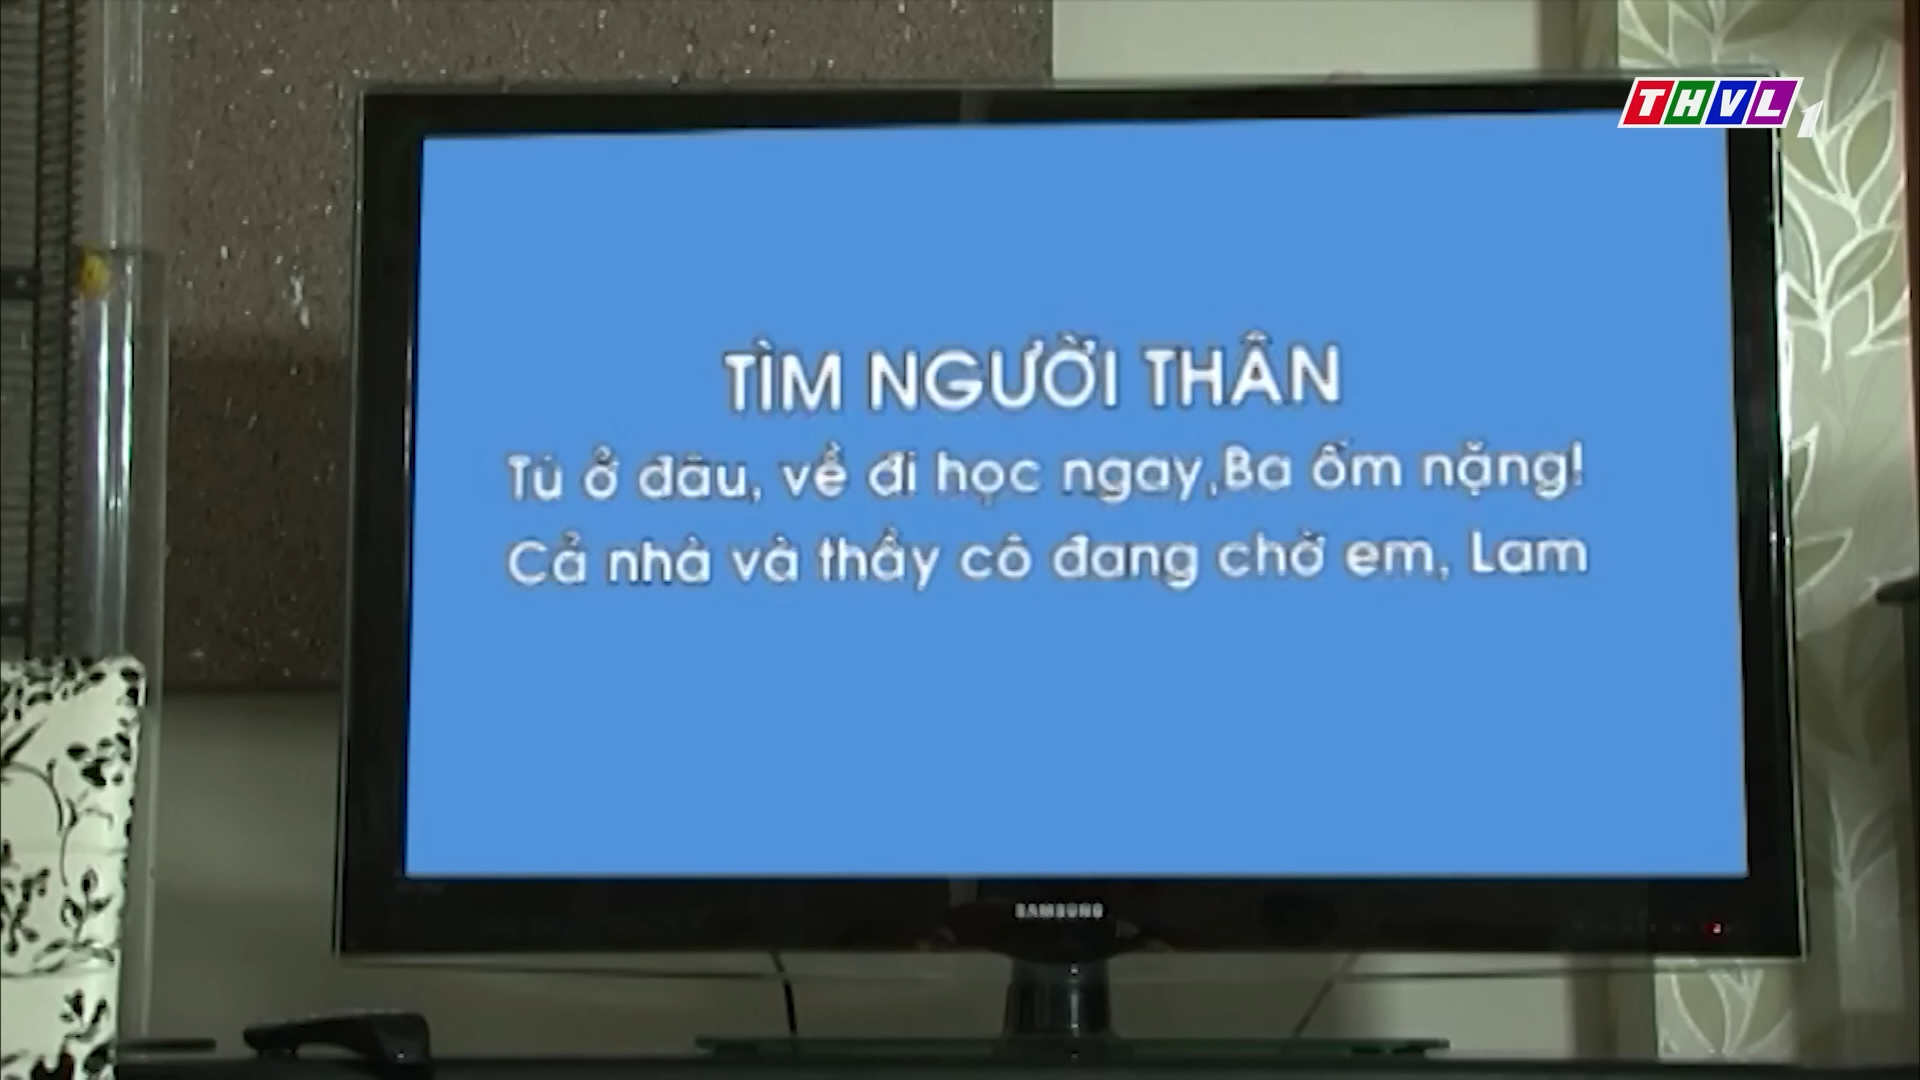 THVL1
TÌM NGƯỜI THÂN
Tú ở đâu, về đi học ngay,Ba ốm nặng!
Cả nhà và thầy cô đang chờ em, Lam
SAMSUNG